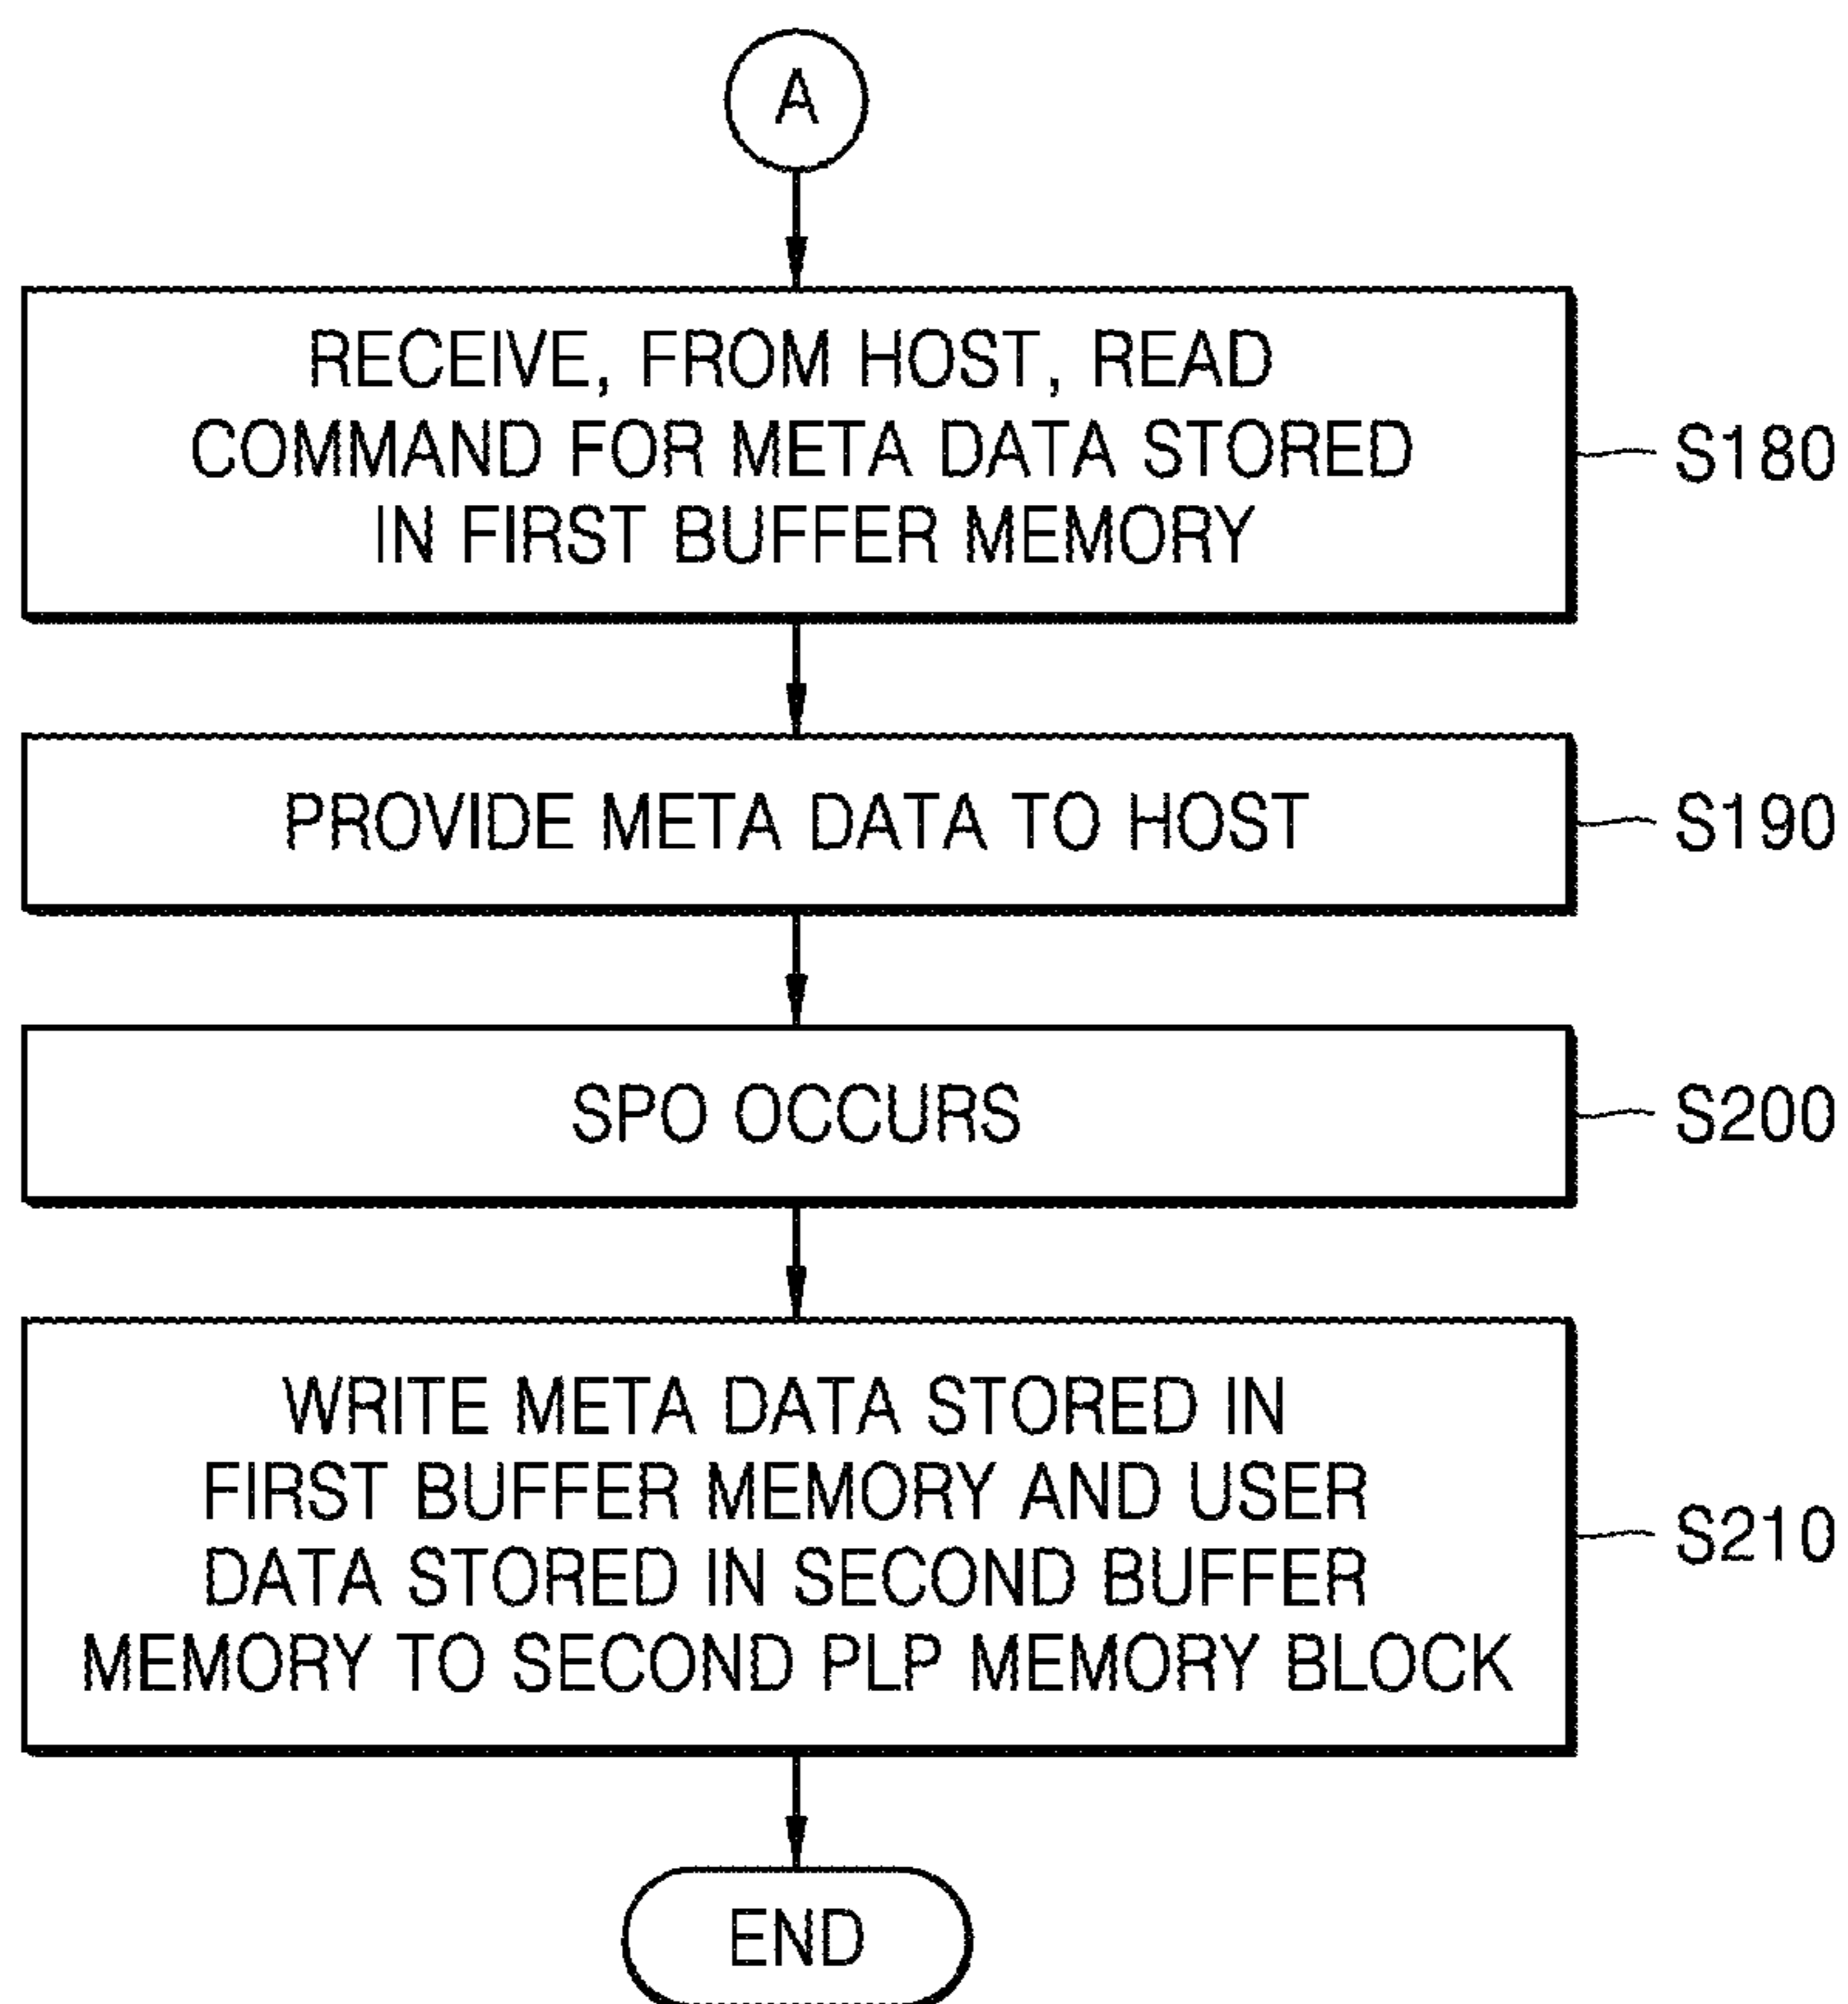 A
RECEIVE, FROM HOST, READ
COMMAND FOR META DATA STORED
IN FIRST BUFFER MEMORY
S180
PROVIDE META DATA TO HOST
S190
SPO OCCURS
S200
WRITE META DATA STORED IN
FIRST BUFFER MEMORY AND USER
DATA STORED IN SECOND BUFFER
MEMORY TO SECOND PLP MEMORY BLOCK
S210
END